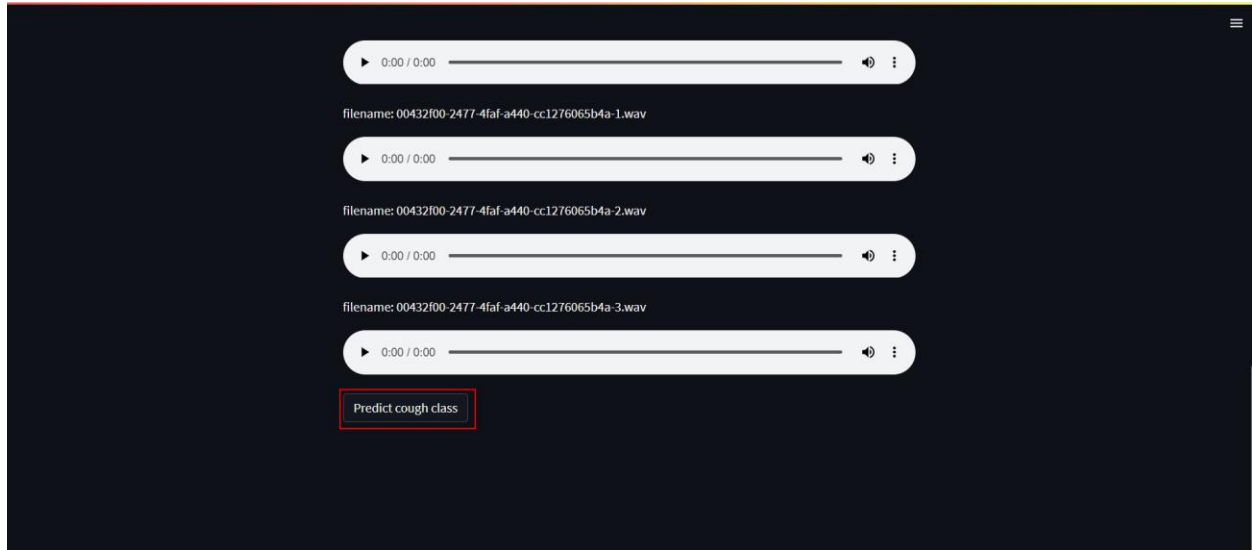 0:00 / 0:00
filename: 00432f00-2477-4faf-a440-cc1276065b4a-1.wav
0:00 / 0:00
filename: 00432f00-2477-4faf-a440-cc1276065b4a-2.wav
0:00 / 0:00
filename: 00432f00-2477-4faf-a440-cc1276065b4a-3.wav
0:00 / 0:00
Predict cough class